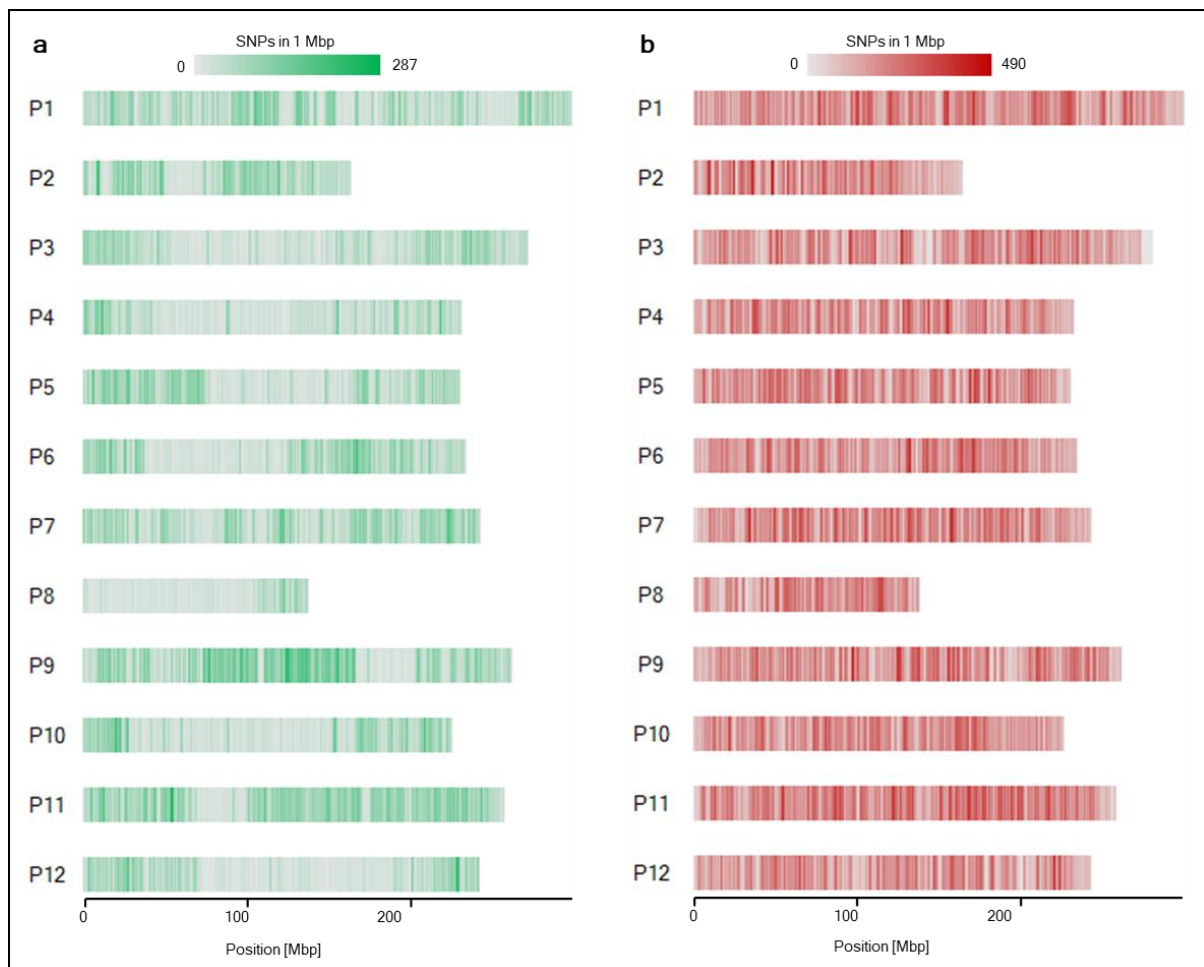 a
SNPs in 1 Mbp
0
287
P1
P2
P3
P4
P5
P6
P7
P8
P9
P10
P11
P12
0
100
200
Position [Mbp]
b
SNPs in 1 Mbp
0
490
P1
P2
P3
P4
P5
P6
P7
P8
P9
P10
P11
P12
0
100
200
Position [Mbp]